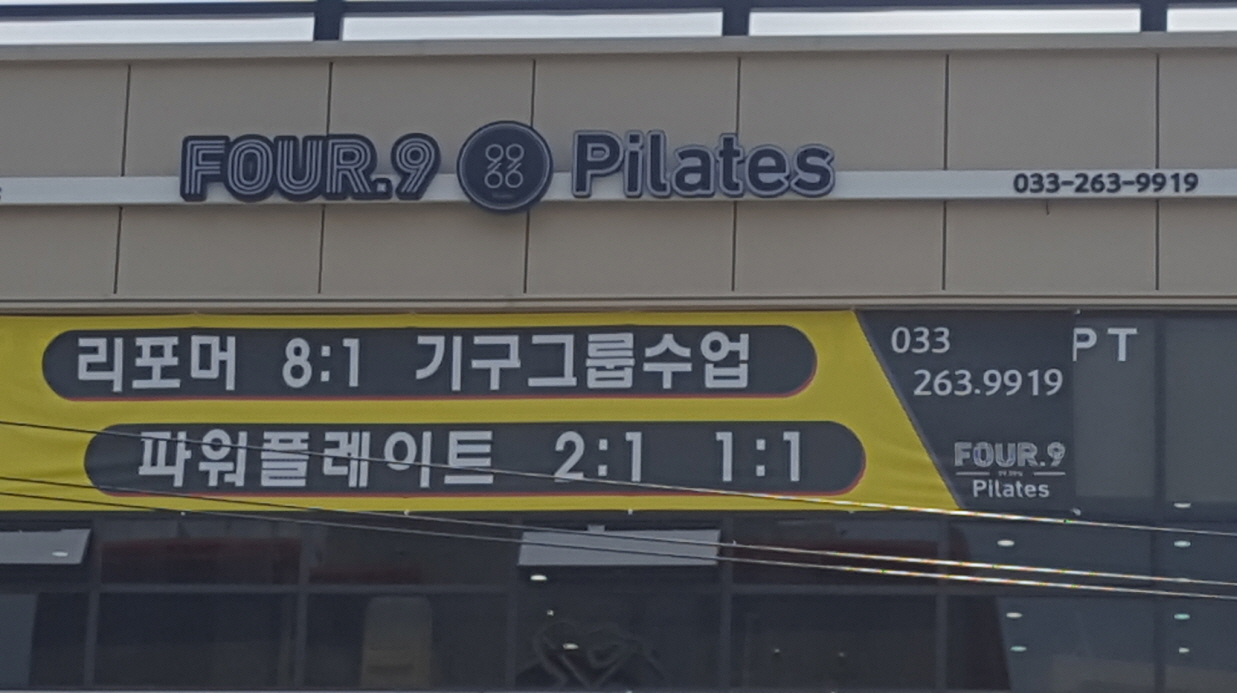 FOUR.9 Pilates
033-263-9919
리포머 8:1 기구그룹수업
파워플레이트 2:1 1:1
033
263.9919
FOUR.9
Pilates
PT